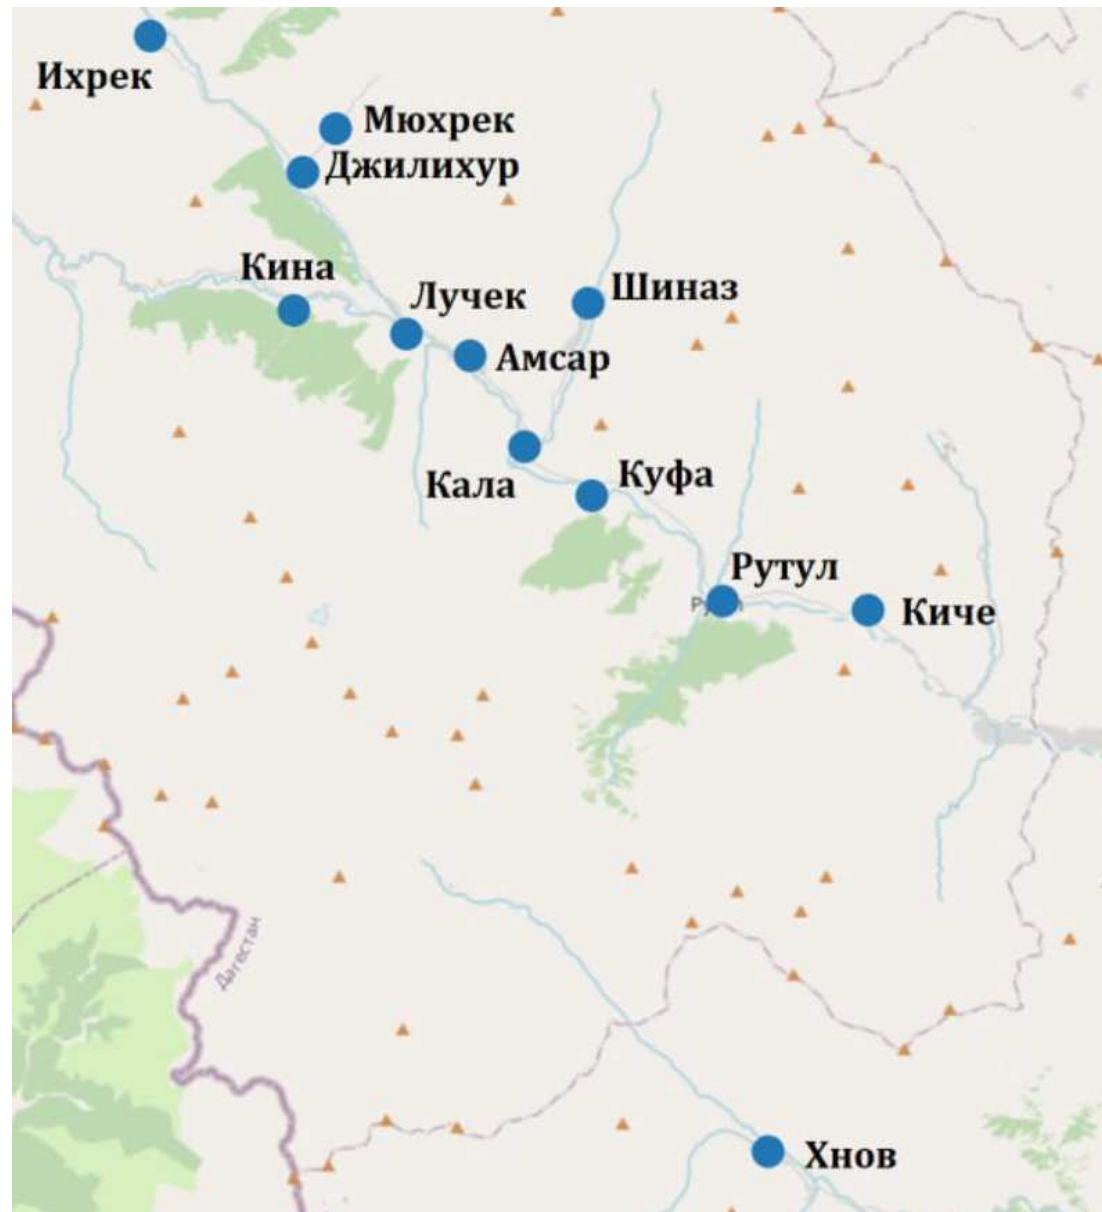 Ихрек
Мюхрек
Джилихур
Кина
Лучек
Шиназ
Амсар
Кала
Куфа
Рутул
Киче
Дагестан
Хнов